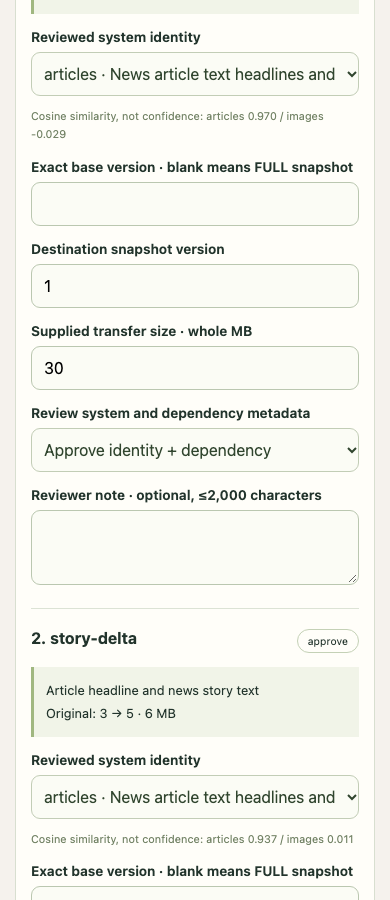 Reviewed system identity
articles · News article text headlines and
Cosine similarity, not confidence: articles 0.970 / images
-0.029
Exact base version · blank means FULL snapshot
Destination snapshot version
1
Supplied transfer size · whole MB
30
Review system and dependency metadata
Approve identity + dependency
Reviewer note · optional, ≤2,000 characters
2. story-delta
approve
Article headline and news story text
Original: 3 → 5 · 6 MB
Reviewed system identity
articles · News article text headlines and
Cosine similarity, not confidence: articles 0.937 / images 0.011
Exact base version · blank means FULL snapshot